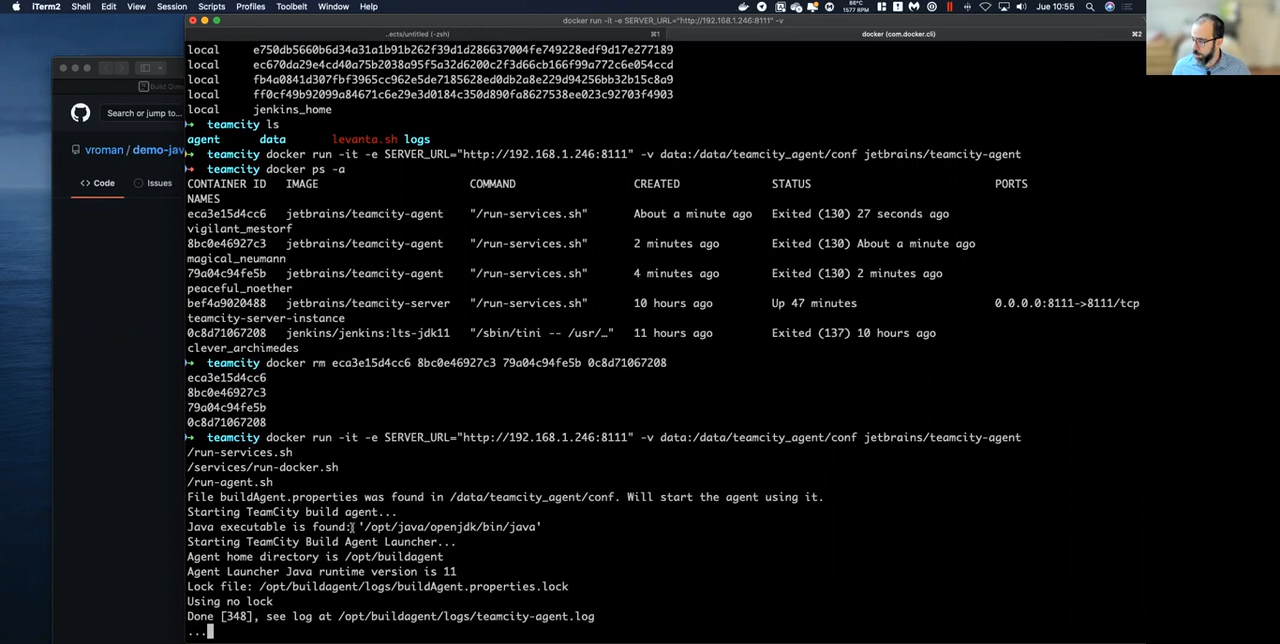 iTerm2 Shell Edit View Session Scripts Profiles Toolbelt Window Help
86°C
1577 RPM
Jue 10:55
docker run -it -e SERVER_URL="http://192.168.1.246:8111" -v
..ects/untitled (-zsh) ⌘1
docker (com.docker.cli) ⌘2
Build Que
Search or jump to...
vroman / demo-jav
Code Issues
local e750db5660b6d34a31a1b91b262f39d1d286637004fe749228edf9d17e277189
local ec670da29e4cd40a75b2038a95f5a32d6200c2f3d66cb166f99a772c6e054ccd
local fb4a0841d307fbf3965cc962e5de7185628ed0db2a8e229d94256bb32b15c8a9
local ff0cf49b92099a84671c6e29e3d0184c350d890fa8627538ee023c92703f4903
local jenkins_home
→ teamcity ls
agent data levanta.sh logs
→ teamcity docker run -it -e SERVER_URL="http://192.168.1.246:8111" -v data:/data/teamcity_agent/conf jetbrains/teamcity-agent
→ teamcity docker ps -a
CONTAINER ID IMAGE COMMAND CREATED STATUS PORTS
NAMES
eca3e15d4cc6 jetbrains/teamcity-agent "/run-services.sh" About a minute ago Exited (130) 27 seconds ago
vigilant_mestorf
8bc0e46927c3 jetbrains/teamcity-agent "/run-services.sh" 2 minutes ago Exited (130) About a minute ago
magical_neumann
79a04c94fe5b jetbrains/teamcity-agent "/run-services.sh" 4 minutes ago Exited (130) 2 minutes ago
peaceful_noether
bef4a9020488 jetbrains/teamcity-server "/run-services.sh" 10 hours ago Up 47 minutes 0.0.0.0:8111->8111/tcp
teamcity-server-instance
0c8d71067208 jenkins/jenkins:lts-jdk11 "/sbin/tini -- /usr/…" 11 hours ago Exited (137) 10 hours ago
clever_archimedes
→ teamcity docker rm eca3e15d4cc6 8bc0e46927c3 79a04c94fe5b 0c8d71067208
eca3e15d4cc6
8bc0e46927c3
79a04c94fe5b
0c8d71067208
→ teamcity docker run -it -e SERVER_URL="http://192.168.1.246:8111" -v data:/data/teamcity_agent/conf jetbrains/teamcity-agent
/run-services.sh
/services/run-docker.sh
/run-agent.sh
File buildAgent.properties was found in /data/teamcity_agent/conf. Will start the agent using it.
Starting TeamCity build agent...
Java executable is found: '/opt/java/openjdk/bin/java'
Starting TeamCity Build Agent Launcher...
Agent home directory is /opt/buildagent
Agent Launcher Java runtime version is 11
Lock file: /opt/buildagent/logs/buildAgent.properties.lock
Using no lock
Done [348], see log at /opt/buildagent/logs/teamcity-agent.log
...